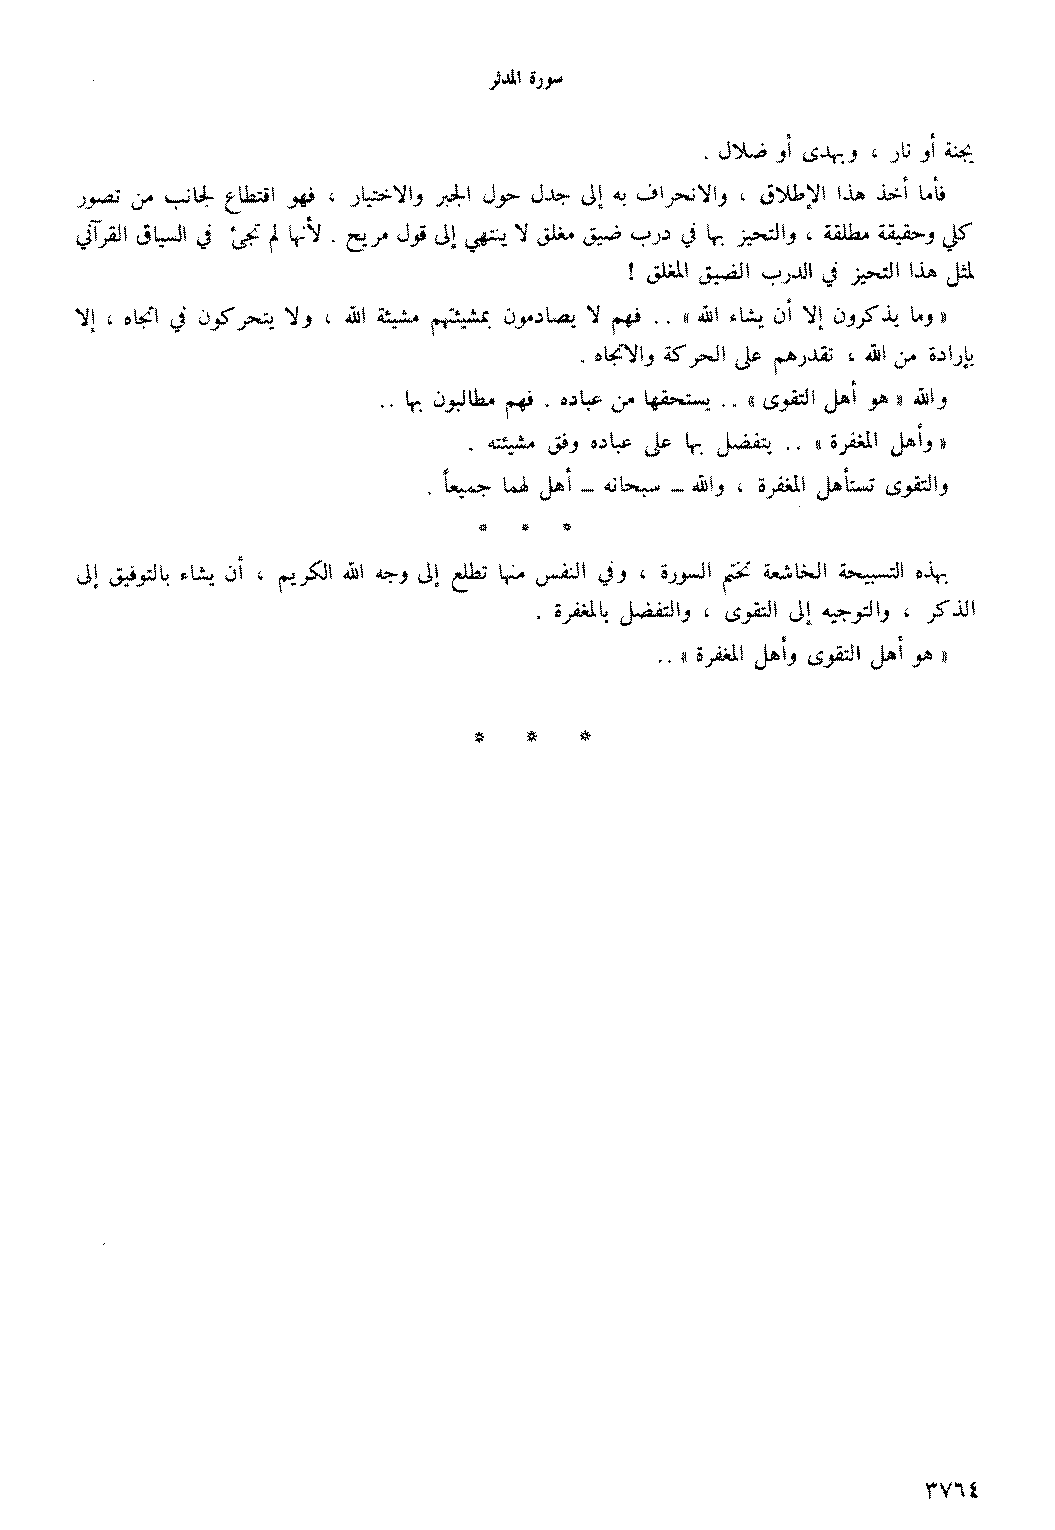 سورة المدثر
بجنة أو نار ، وبهدى أو ضلال .
فأما أخذ هذا الإطلاق ، والانحراف به إلى جدل حول الجبر والاختيار ، فهو اقتطاع لجانب من تصور
كلي وحقيقة مطلقة ، والتحيز بها في درب ضيق مغلق لا ينتهي إلى قول مريح . لأنها لم تجئ في السياق القرآني
لمثل هذا التحيز في الدرب الضيق المغلق !
« وما يذكرون إلا أن يشاء الله » .. فهم لا يصادمون بمشيئتهم مشيئة الله ، ولا يتحركون في اتجاه ، إلا
بإرادة من الله ، تقدرهم على الحركة والاتجاه .
والله « هو أهل التقوى » .. يستحقها من عباده . فهم مطالبون بها ..
« وأهل المغفرة » .. يتفضل بها على عباده وفق مشيئته .
والتقوى تستأهل المغفرة ، والله – سبحانه – أهل لهما جميعاً .
* * *
بهذه التسبيحة الخاشعة تختم السورة ، وفي النفس منها تطلع إلى وجه الله الكريم ، أن يشاء بالتوفيق إلى
الذكر ، والتوجيه إلى التقوى ، والتفضل بالمغفرة .
« هو أهل التقوى وأهل المغفرة » ..
* * *
٣٧٦٤